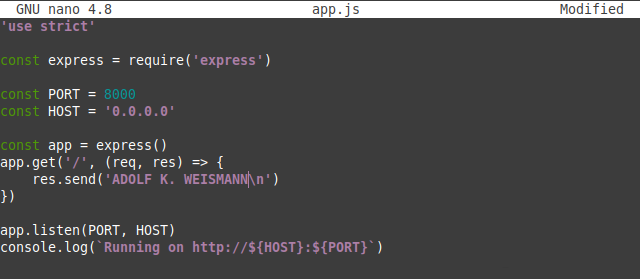 GNU nano 4.8 app.js Modified
'use strict'
const express = require('express')
const PORT = 8000
const HOST = '0.0.0.0'
const app = express()
app.get('/', (req, res) => {
    res.send('ADOLF K. WEISMANN\n')
})
app.listen(PORT, HOST)
console.log(`Running on http://${HOST}:${PORT}`)